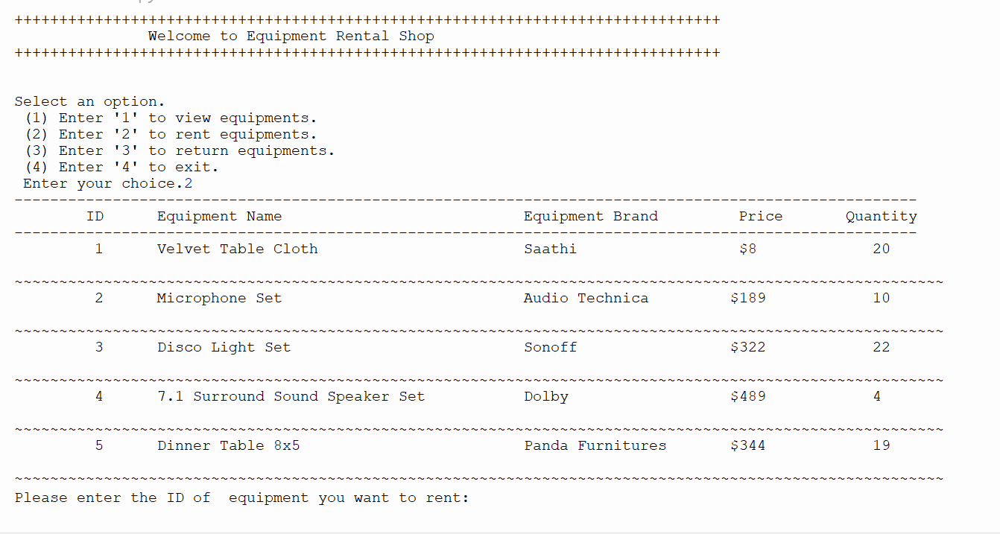 +++++++++++++++++++++++++++++++++++++++++++++++++++++++++++++++++++++++++++++++
Welcome to Equipment Rental Shop
+++++++++++++++++++++++++++++++++++++++++++++++++++++++++++++++++++++++++++++++
Select an option.
(1) Enter '1' to view equipments.
(2) Enter '2' to rent equipments.
(3) Enter '3' to return equipments.
(4) Enter '4' to exit.
Enter your choice.2
-----------------------------------------------------------------------------------------------------
ID Equipment Name Equipment Brand Price Quantity
-----------------------------------------------------------------------------------------------------
1 Velvet Table Cloth Saathi $8 20
~~~~~~~~~~~~~~~~~~~~~~~~~~~~~~~~~~~~~~~~~~~~~~~~~~~~~~~~~~~~~~~~~~~~~~~~~~~~~~~~~~~~~~~~~~~~~~~~~~~~~~~~
2 Microphone Set Audio Technica $189 10
~~~~~~~~~~~~~~~~~~~~~~~~~~~~~~~~~~~~~~~~~~~~~~~~~~~~~~~~~~~~~~~~~~~~~~~~~~~~~~~~~~~~~~~~~~~~~~~~~~~~~~~~
3 Disco Light Set Sonoff $322 22
~~~~~~~~~~~~~~~~~~~~~~~~~~~~~~~~~~~~~~~~~~~~~~~~~~~~~~~~~~~~~~~~~~~~~~~~~~~~~~~~~~~~~~~~~~~~~~~~~~~~~~~~
4 7.1 Surround Sound Speaker Set Dolby $489 4
~~~~~~~~~~~~~~~~~~~~~~~~~~~~~~~~~~~~~~~~~~~~~~~~~~~~~~~~~~~~~~~~~~~~~~~~~~~~~~~~~~~~~~~~~~~~~~~~~~~~~~~~
5 Dinner Table 8x5 Panda Furnitures $344 19
~~~~~~~~~~~~~~~~~~~~~~~~~~~~~~~~~~~~~~~~~~~~~~~~~~~~~~~~~~~~~~~~~~~~~~~~~~~~~~~~~~~~~~~~~~~~~~~~~~~~~~~~
Please enter the ID of  equipment you want to rent: